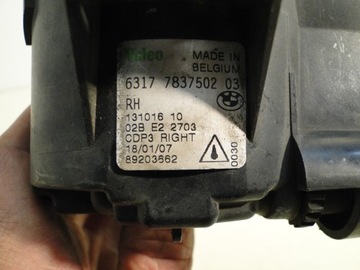 Valeo
MADE IN
BELGIUM
6317 7837502 03
RH
131016 10
02B E2 2703
CDP3 RIGHT
18/01/07
89203662
0030